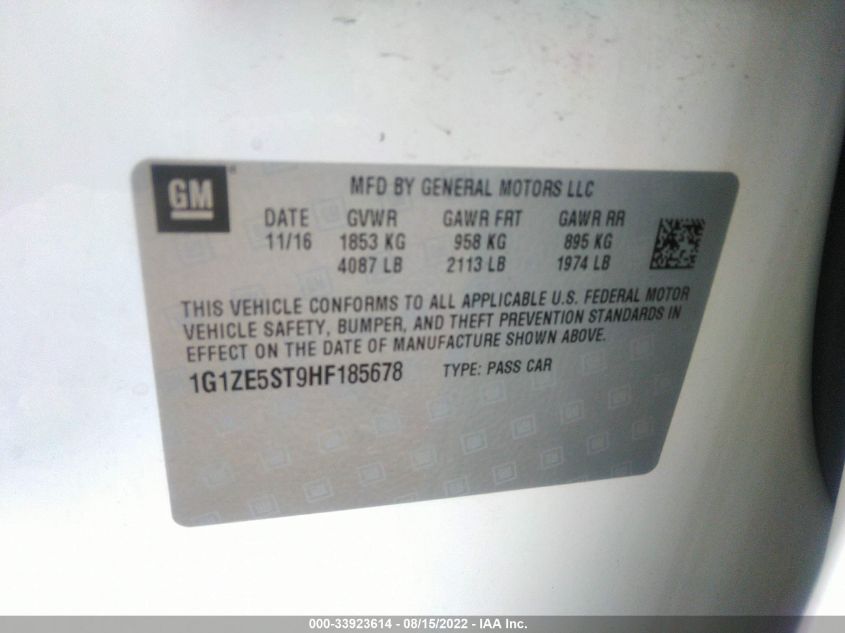 GM
MFD BY GENERAL MOTORS LLC
DATE GVWR GAWR FRT GAWR RR
11/16 1853 KG 958 KG 895 KG
4087 LB 2113 LB 1974 LB
THIS VEHICLE CONFORMS TO ALL APPLICABLE U.S. FEDERAL MOTOR
VEHICLE SAFETY, BUMPER, AND THEFT PREVENTION STANDARDS IN
EFFECT ON THE DATE OF MANUFACTURE SHOWN ABOVE.
1G1ZE5ST9HF185678 TYPE: PASS CAR
000-33923614 - 08/15/2022 - IAA Inc.